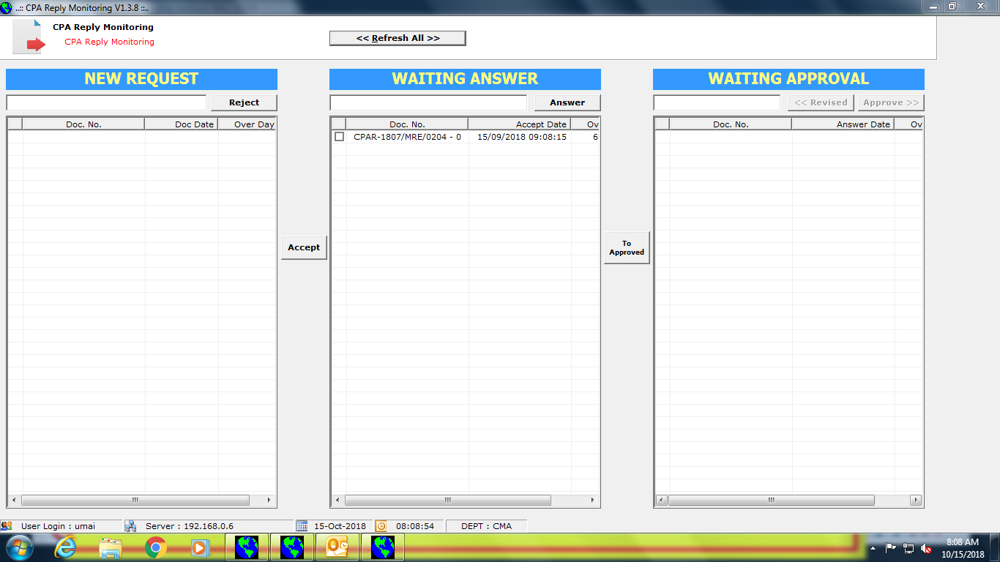 ..:: CPA Reply Monitoring V1.3.8 ::..
CPA Reply Monitoring
CPA Reply Monitoring
<< Refresh All >>
NEW REQUEST
Reject
Doc. No. Doc Date Over Day
Accept
WAITING ANSWER
Answer
Doc. No. Accept Date Ov
CPAR-1807/MRE/0204 - 0 15/09/2018 09:08:15 6
To
Approved
WAITING APPROVAL
<< Revised Approve >>
Doc. No. Answer Date Ov
User Login : umai Server : 192.168.0.6 15-Oct-2018 08:08:54 DEPT : CMA
8:08 AM
10/15/2018